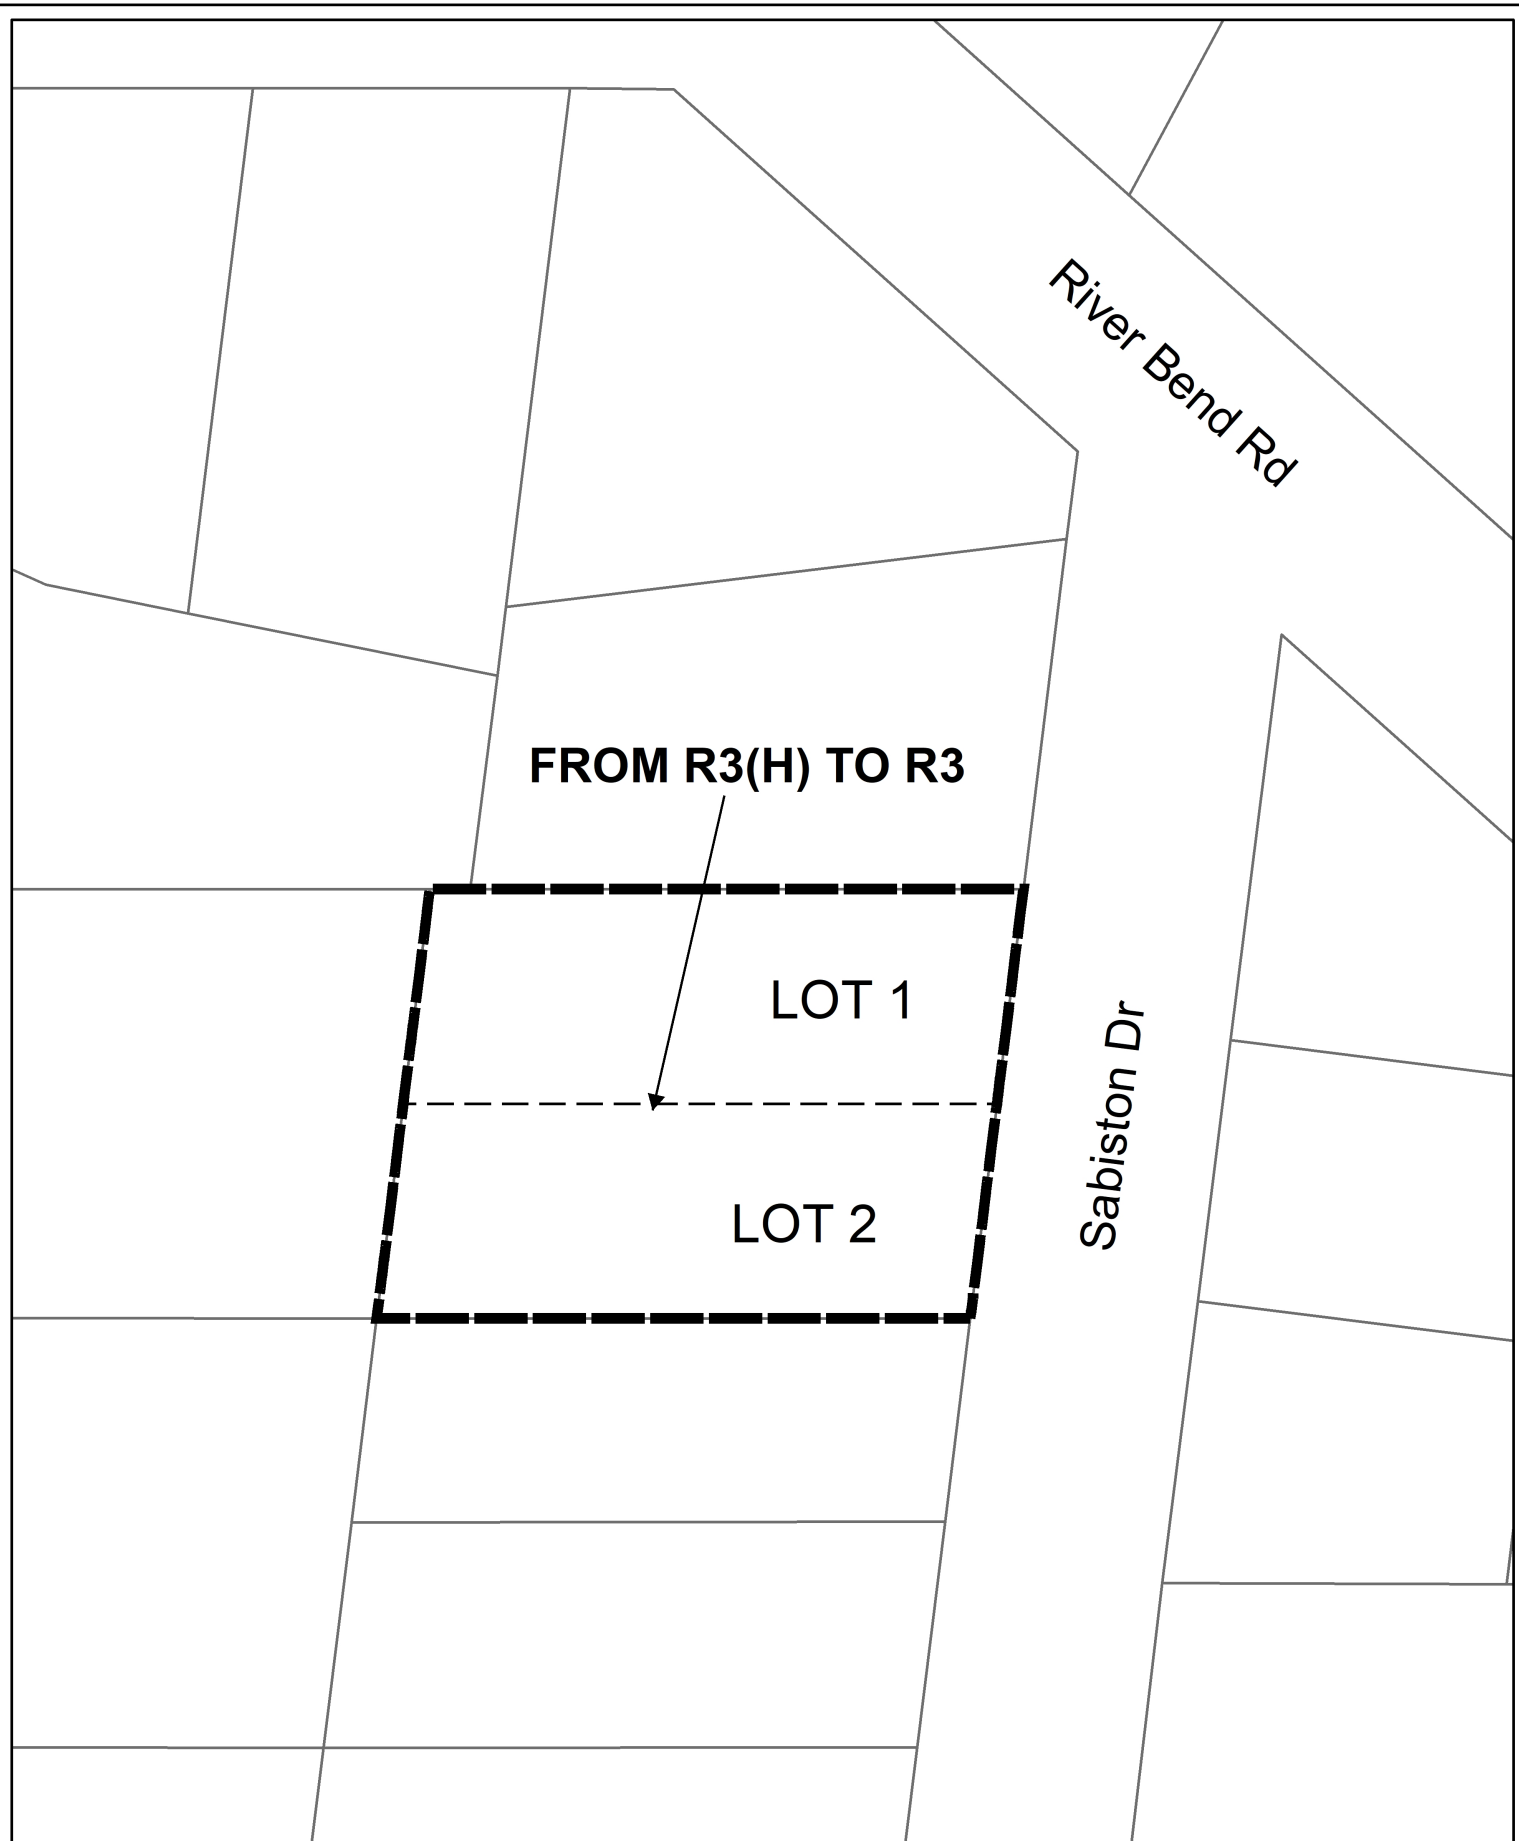 River Bend Rd
FROM R3(H) TO R3
LOT 1
Sabiston Dr
LOT 2